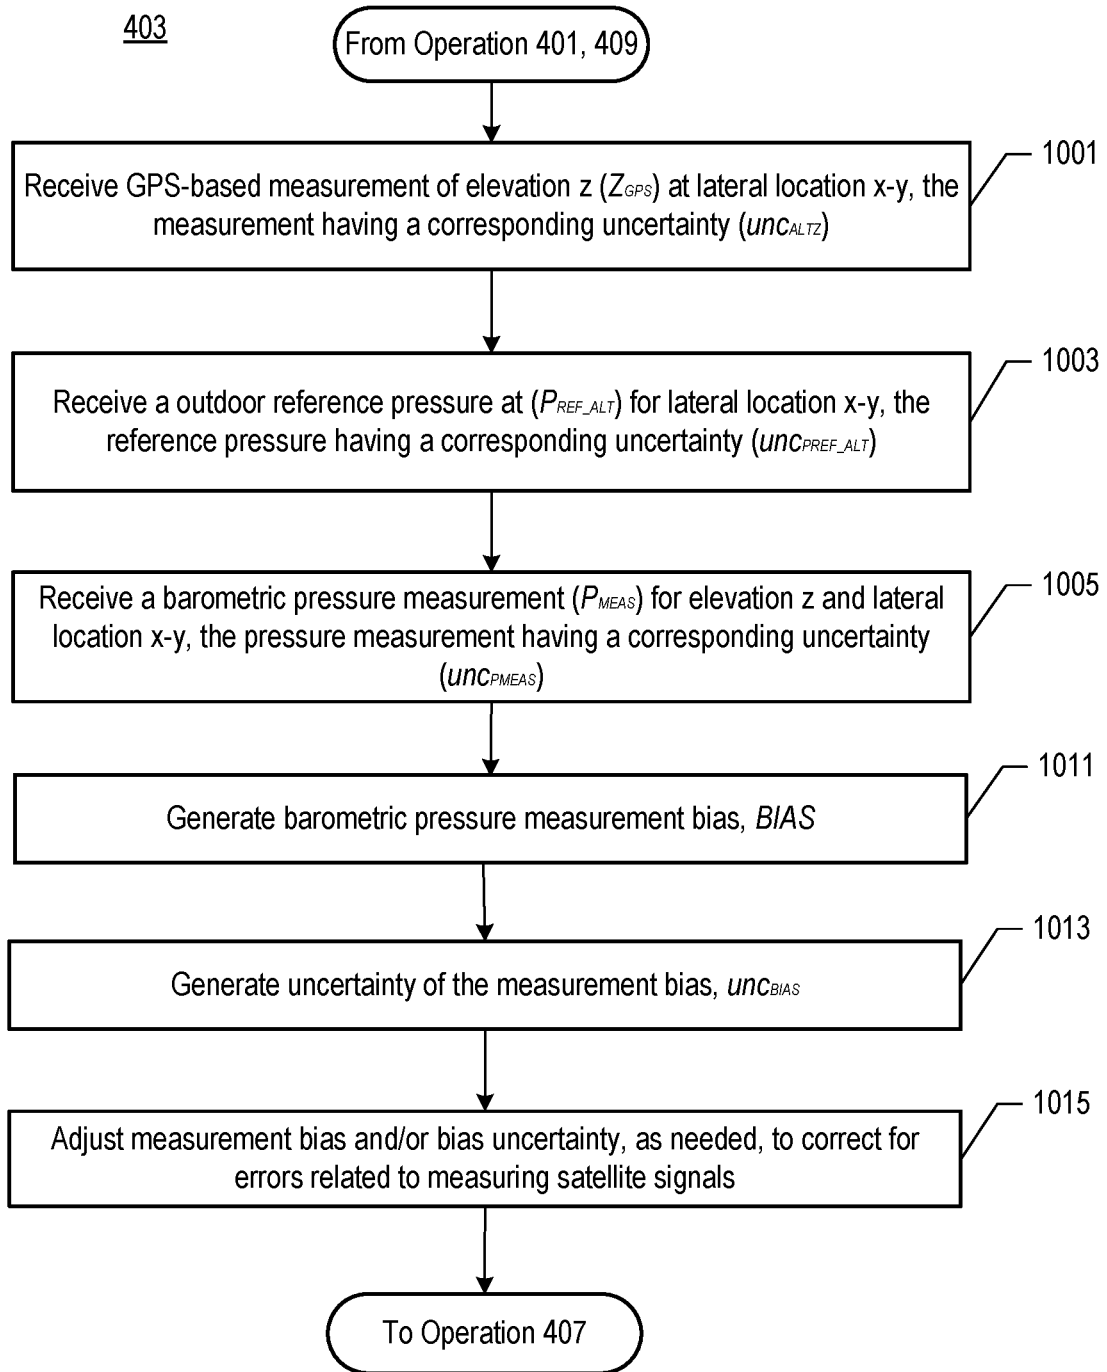 403
From Operation 401, 409
1001
Receive GPS-based measurement of elevation z (ZGPS) at lateral location x-y, the
measurement having a corresponding uncertainty (uncALTZ)
1003
Receive a outdoor reference pressure at (PREF_ALT) for lateral location x-y, the
reference pressure having a corresponding uncertainty (uncPREF_ALT)
1005
Receive a barometric pressure measurement (PMEAS) for elevation z and lateral
location x-y, the pressure measurement having a corresponding uncertainty
(uncPMEAS)
1011
Generate barometric pressure measurement bias, BIAS
1013
Generate uncertainty of the measurement bias, uncBIAS
1015
Adjust measurement bias and/or bias uncertainty, as needed, to correct for
errors related to measuring satellite signals
To Operation 407